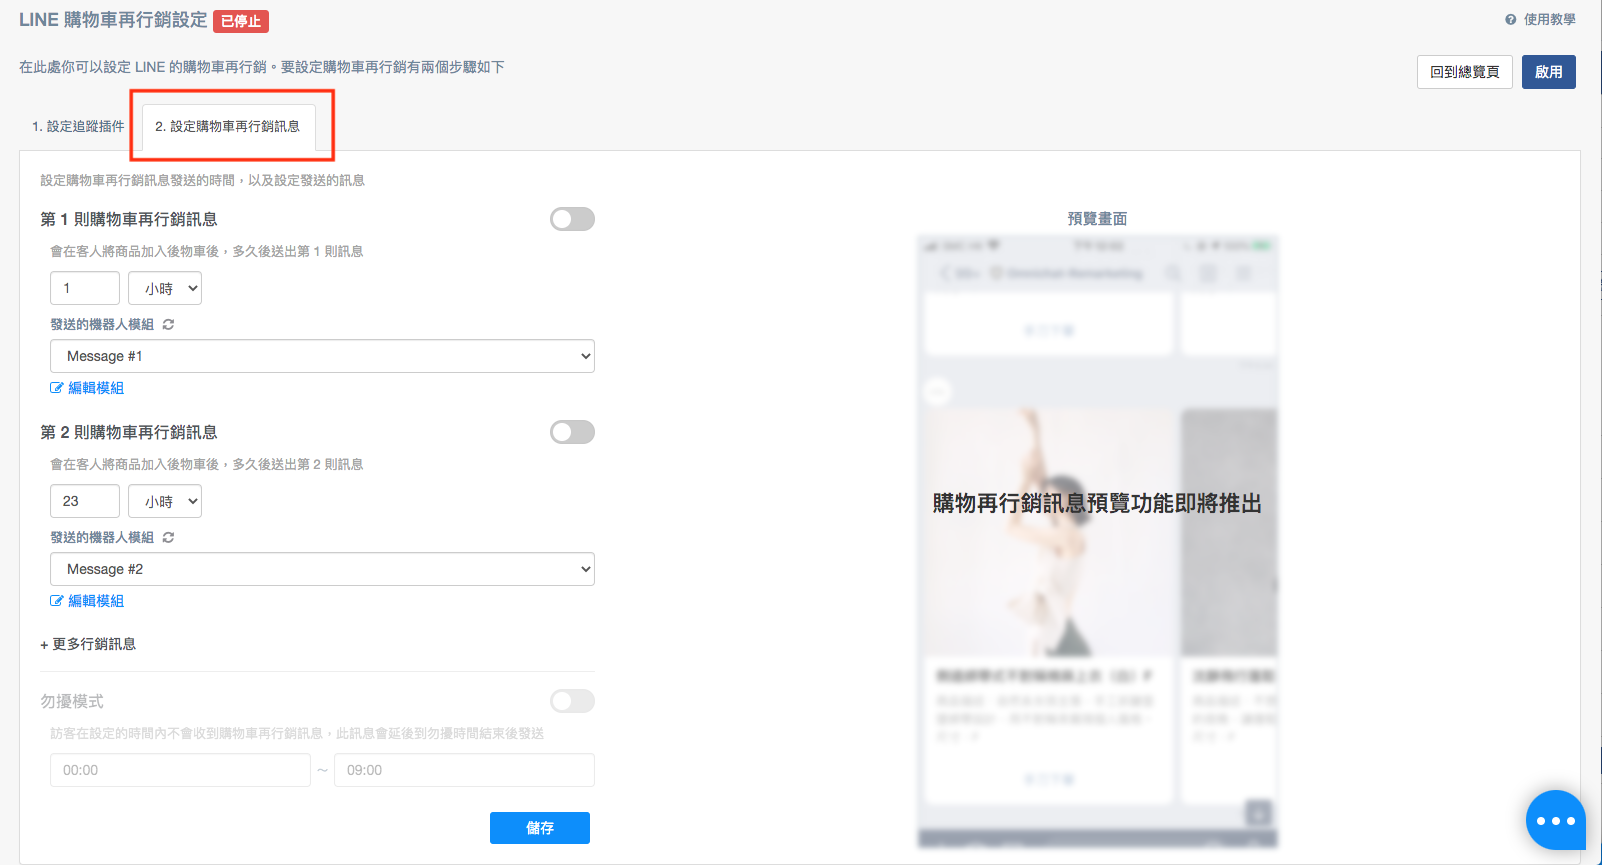 LINE 購物車再行銷設定 已停止
使用教學
在此處你可以設定 LINE 的購物車再行銷。要設定購物車再行銷有兩個步驟如下
回到總覽頁
啟用
1. 設定追蹤插件
2. 設定購物車再行銷訊息
設定購物車再行銷訊息發送的時間,以及設定發送的訊息
第 1 則購物車再行銷訊息
會在客人將商品加入後物車後,多久後送出第 1 則訊息
1
小時
發送的機器人模組
Message #1
編輯模組
第 2 則購物車再行銷訊息
會在客人將商品加入後物車後,多久後送出第 2 則訊息
23
小時
發送的機器人模組
Message #2
編輯模組
+ 更多行銷訊息
勿擾模式
訪客在設定的時間內不會收到購物車再行銷訊息,此訊息會延後到勿擾時間結束後發送
00:00
~
09:00
儲存
預覽畫面
購物再行銷訊息預覽功能即將推出